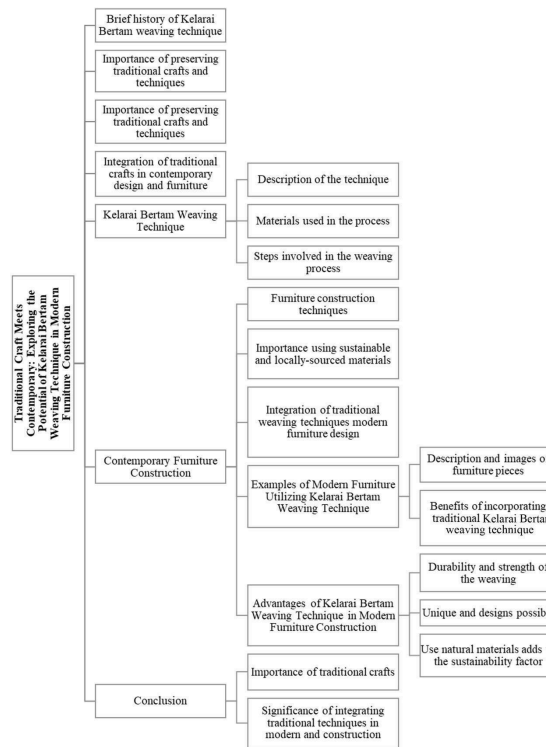 Traditional Craft Meets
Contemporary: Exploring the
Potential of Kelarai Bertam
Weaving Technique in Modern
Furniture Construction
Brief history of Kelarai
Bertam weaving technique
Importance of preserving
traditional crafts and
techniques
Importance of preserving
traditional crafts and
techniques
Integration of traditional
crafts in contemporary
design and furniture
Kelarai Bertam Weaving
Technique
Description of the technique
Materials used in the process
Steps involved in the weaving
process
Contemporary Furniture
Construction
Furniture construction
techniques
Importance using sustainable
and locally-sourced materials
Integration of traditional
weaving techniques modern
furniture design
Examples of Modern Furniture
Utilizing Kelarai Bertam
Weaving Technique
Description and images o
furniture pieces
Benefits of incorporating
traditional Kelarai Berta
weaving technique
Advantages of Kelarai Bertam
Weaving Technique in Modern
Furniture Construction
Durability and strength of
the weaving
Unique and designs possib
Use natural materials adds
the sustainability factor
Conclusion
Importance of traditional crafts
Significance of integrating
traditional techniques in
modern and construction